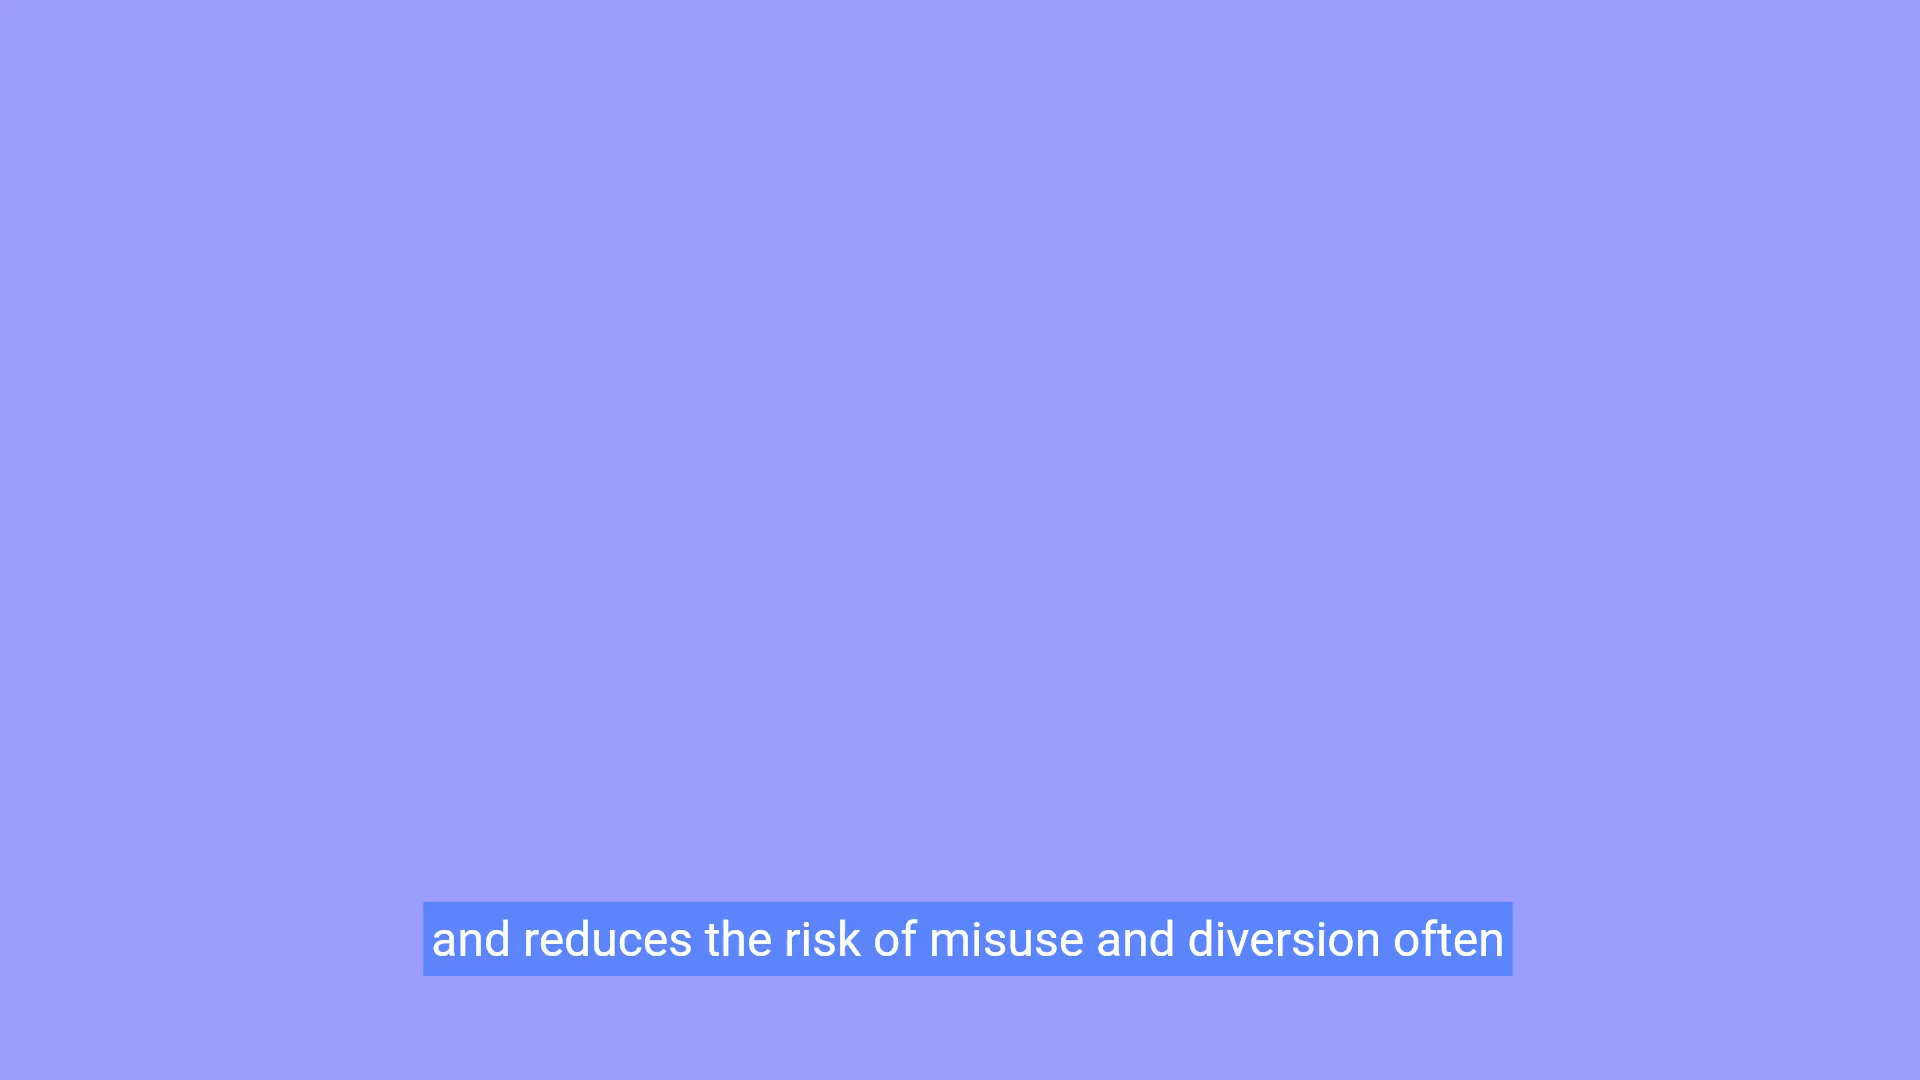 and reduces the risk of misuse and diversion often